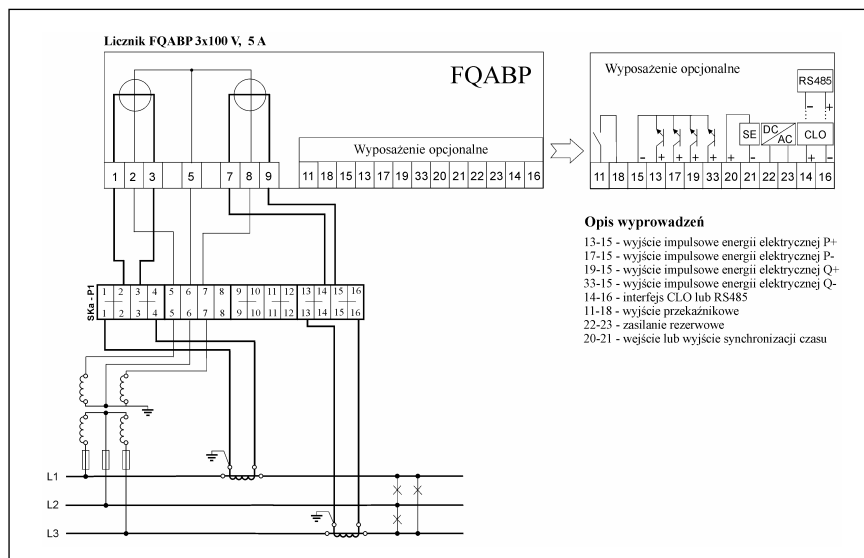 Licznik FQABP 3x100 V, 5 A
FQABP
Wyposażenie opcjonalne
1 2 3 5 7 8 9
11 18 15 13 17 19 33 20 21 22 23 14 16
Wyposażenie opcjonalne
RS485
- +
SE DC AC CLO
- + + + + + - + -
11 18 15 13 17 19 33 20 21 22 23 14 16
Opis wyprowadzeń
13-15 - wyjście impulsowe energii elektrycznej P+
17-15 - wyjście impulsowe energii elektrycznej P-
19-15 - wyjście impulsowe energii elektrycznej Q+
33-15 - wyjście impulsowe energii elektrycznej Q-
14-16 - interfejs CLO lub RS485
11-18 - wyjście przekaźnikowe
22-23 - zasilanie rezerwowe
20-21 - wejście lub wyjście synchronizacji czasu
SKa - P1
1 2 3 4 5 6 7 8 9 10 11 12 13 14 15 16
1 2 3 4 5 6 7 8 9 10 11 12 13 14 15 16
L1
L2
L3